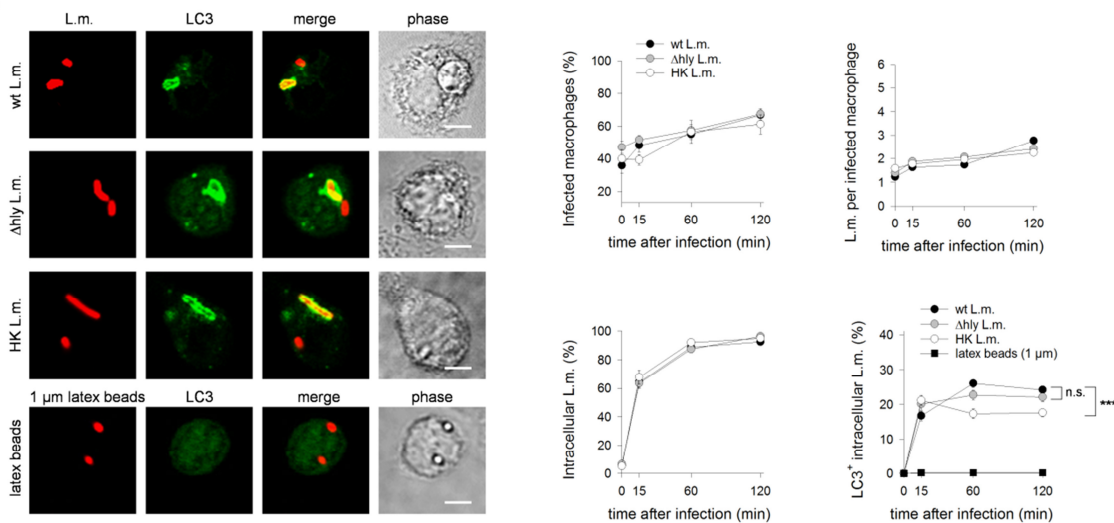 L.m. LC3 merge phase
wt L.m.
Δhly L.m.
HK L.m.
1 µm latex beads LC3 merge phase
latex beads
wt L.m.
Δhly L.m.
HK L.m.
Infected macrophages (%)
100
80
60
40
20
0 15 60 120
time after infection (min)
L.m. per infected macrophage
6
5
4
3
2
1
0
0 15 60 120
time after infection (min)
Intracellular L.m. (%)
100
80
60
40
20
0
0 15 60 120
time after infection (min)
wt L.m.
Δhly L.m.
HK L.m.
latex beads (1 µm)
LC3+ intracellular L.m. (%)
40
30
20
10
0
n.s.
***
0 15 60 120
time after infection (min)